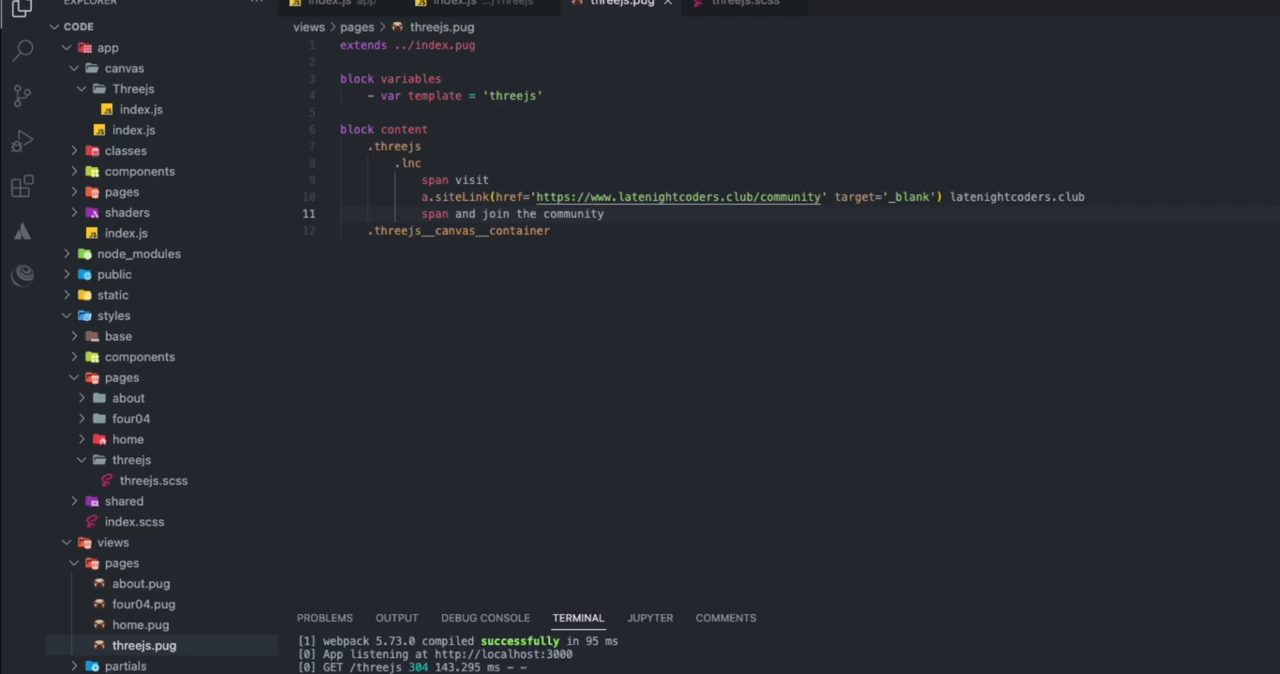 EXPLORER
index.js app
index.js .../Threejs
threejs.pug
threejs.scss
CODE
app
canvas
Threejs
index.js
index.js
classes
components
pages
shaders
index.js
node_modules
public
static
styles
base
components
pages
about
four04
home
threejs
threejs.scss
shared
index.scss
views
pages
about.pug
four04.pug
home.pug
threejs.pug
partials
views > pages > threejs.pug
1 extends ../index.pug
2
3 block variables
4 - var template = 'threejs'
5
6 block content
7 .threejs
8 .lnc
9 span visit
10 a.siteLink(href='https://www.latenightcoders.club/community' target='_blank') latenightcoders.club
11 span and join the community
12 .threejs__canvas__container
PROBLEMS OUTPUT DEBUG CONSOLE TERMINAL JUPYTER COMMENTS
[1] webpack 5.73.0 compiled successfully in 95 ms
[0] App listening at http://localhost:3000
[0] GET /threejs 304 143.295 ms - -